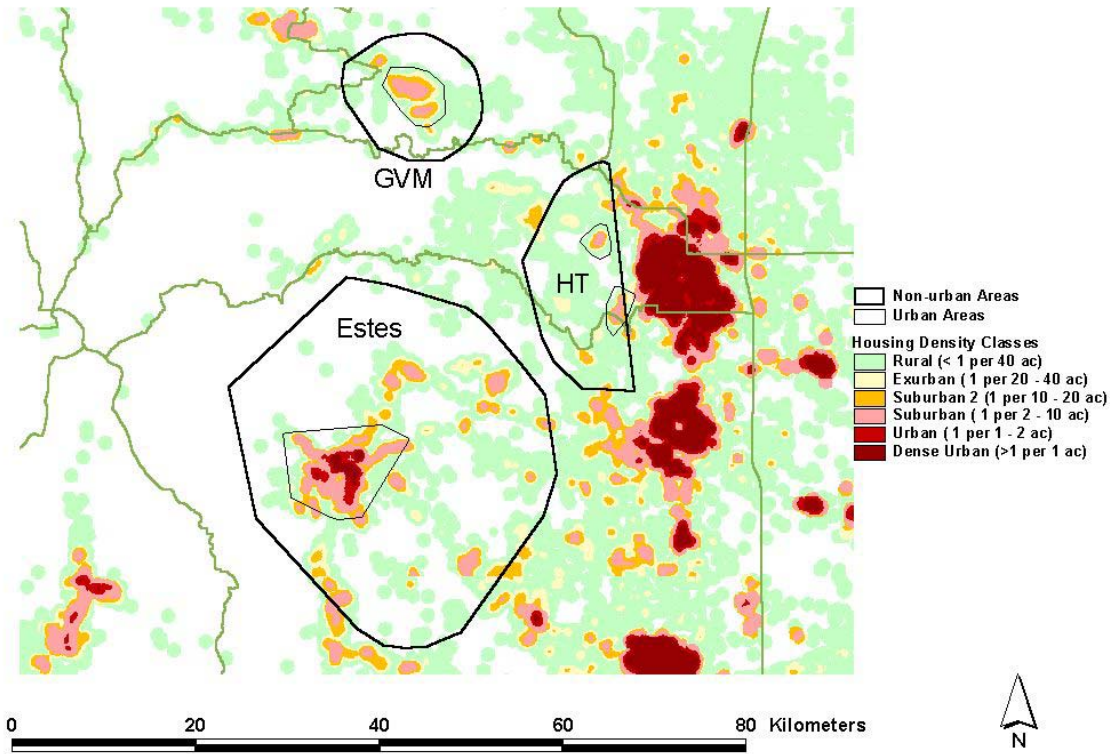 GVM
HT
Estes
Non-urban Areas
Urban Areas
Housing Density Classes
Rural (< 1 per 40 ac)
Exurban ( 1 per 20 - 40 ac)
Suburban 2 (1 per 10 - 20 ac)
Suburban ( 1 per 2 - 10 ac)
Urban ( 1 per 1 - 2 ac)
Dense Urban (>1 per 1 ac)
0 20 40 60 80 Kilometers
N